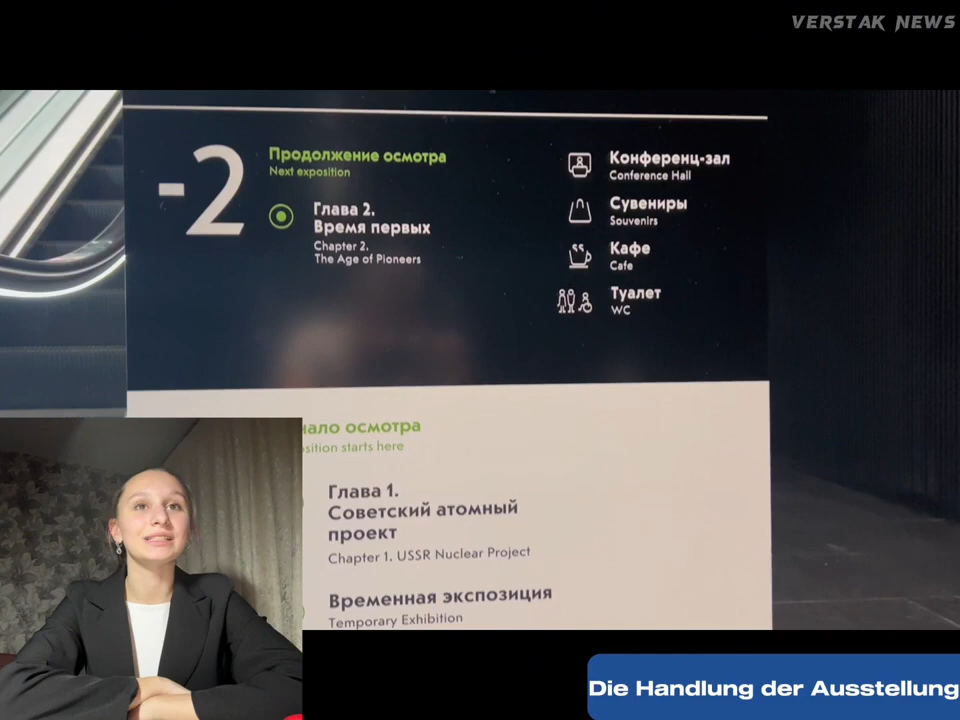 VERSTAK NEWS
-2
Продолжение осмотра
Next exposition
Глава 2.
Время первых
Chapter 2.
The Age of Pioneers
Конференц-зал
Conference Hall
Сувениры
Souvenirs
Кафе
Cafe
Туалет
WC
осмотра
starts here
Глава 1.
Советский атомный
проект
Chapter 1. USSR Nuclear Project
Временная экспозиция
Temporary Exhibition
Die Handlung der Ausstellung